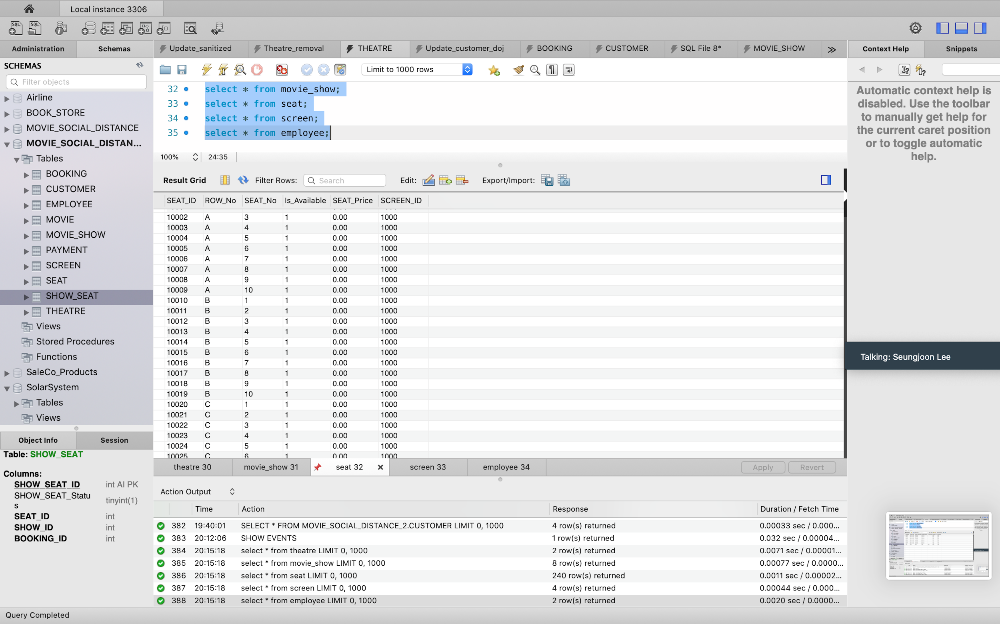 Local instance 3306
Administration Schemas Update_sanitized Theatre_removal THEATRE Update_customer_doj BOOKING CUSTOMER SQL File 8* MOVIE_SHOW Context Help Snippets
SCHEMAS
Filter objects
Airline
BOOK_STORE
MOVIE_SOCIAL_DISTANCE
MOVIE_SOCIAL_DISTAN...
Tables
BOOKING
CUSTOMER
EMPLOYEE
MOVIE
MOVIE_SHOW
PAYMENT
SCREEN
SEAT
SHOW_SEAT
THEATRE
Views
Stored Procedures
Functions
SaleCo_Products
SolarSystem
Tables
Views
Object Info Session
Table: SHOW_SEAT
Columns:
SHOW_SEAT_ID int AI PK
SHOW_SEAT_Statu
s tinyint(1)
SEAT_ID int
SHOW_ID int
BOOKING_ID int
Limit to 1000 rows
32 select * from movie_show;
33 select * from seat;
34 select * from screen;
35 select * from employee;
100% 24:35
Result Grid Filter Rows: Search Edit: Export/Import:
SEAT_ID ROW_No SEAT_No Is_Available SEAT_Price SCREEN_ID
10002 A 3 1 0.00 1000
10003 A 4 1 0.00 1000
10004 A 5 1 0.00 1000
10005 A 6 1 0.00 1000
10006 A 7 1 0.00 1000
10007 A 8 1 0.00 1000
10008 A 9 1 0.00 1000
10009 A 10 1 0.00 1000
10010 B 1 1 0.00 1000
10011 B 2 1 0.00 1000
10012 B 3 1 0.00 1000
10013 B 4 1 0.00 1000
10014 B 5 1 0.00 1000
10015 B 6 1 0.00 1000
10016 B 7 1 0.00 1000
10017 B 8 1 0.00 1000
10018 B 9 1 0.00 1000
10019 B 10 1 0.00 1000
10020 C 1 1 0.00 1000
10021 C 2 1 0.00 1000
10022 C 3 1 0.00 1000
10023 C 4 1 0.00 1000
10024 C 5 1 0.00 1000
10025 C 6 1 0.00 1000
theatre 30 movie_show 31 seat 32 screen 33 employee 34 Apply Revert
Action Output
Time Action Response Duration / Fetch Time
382 19:40:01 SELECT * FROM MOVIE_SOCIAL_DISTANCE_2.CUSTOMER LIMIT 0, 1000 4 row(s) returned 0.00033 sec / 0.000...
383 20:12:06 SHOW EVENTS 1 row(s) returned 0.032 sec / 0.00004...
384 20:15:18 select * from theatre LIMIT 0, 1000 2 row(s) returned 0.0071 sec / 0.00001...
385 20:15:18 select * from movie_show LIMIT 0, 1000 8 row(s) returned 0.00077 sec / 0.0000...
386 20:15:18 select * from seat LIMIT 0, 1000 240 row(s) returned 0.0011 sec / 0.00002...
387 20:15:18 select * from screen LIMIT 0, 1000 4 row(s) returned 0.00044 sec / 0.000...
388 20:15:18 select * from employee LIMIT 0, 1000 2 row(s) returned 0.0020 sec / 0.0000...
Automatic context help is
disabled. Use the toolbar
to manually get help for
the current caret position
or to toggle automatic
help.
Talking: Seungjoon Lee
Query Completed